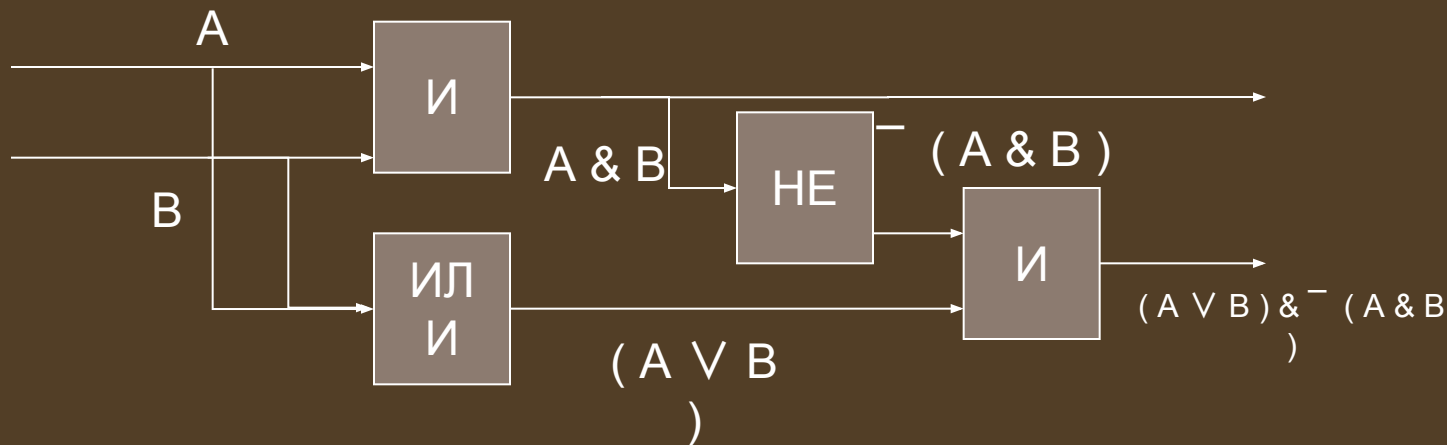 A
И
A & B
¯ ( A & B )
НЕ
B
И
ИЛ
И
( A ∨ B ) & ¯ ( A & B
)
( A ∨ B
)